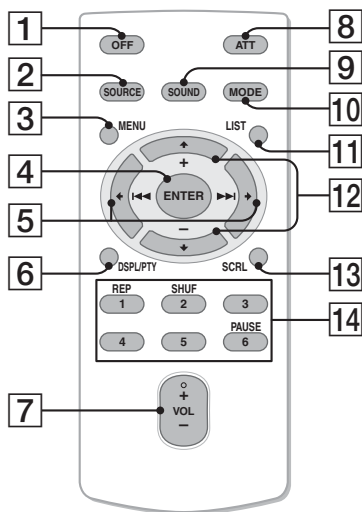 1
8
OFF
ATT
2
9
SOURCE
SOUND
MODE
10
3
MENU
LIST
11
+
4
ENTER
12
5
−
6
DSPL/PTY
SCRL
13
REP
SHUF
1
2
3
14
PAUSE
4
5
6
7
+
VOL
−